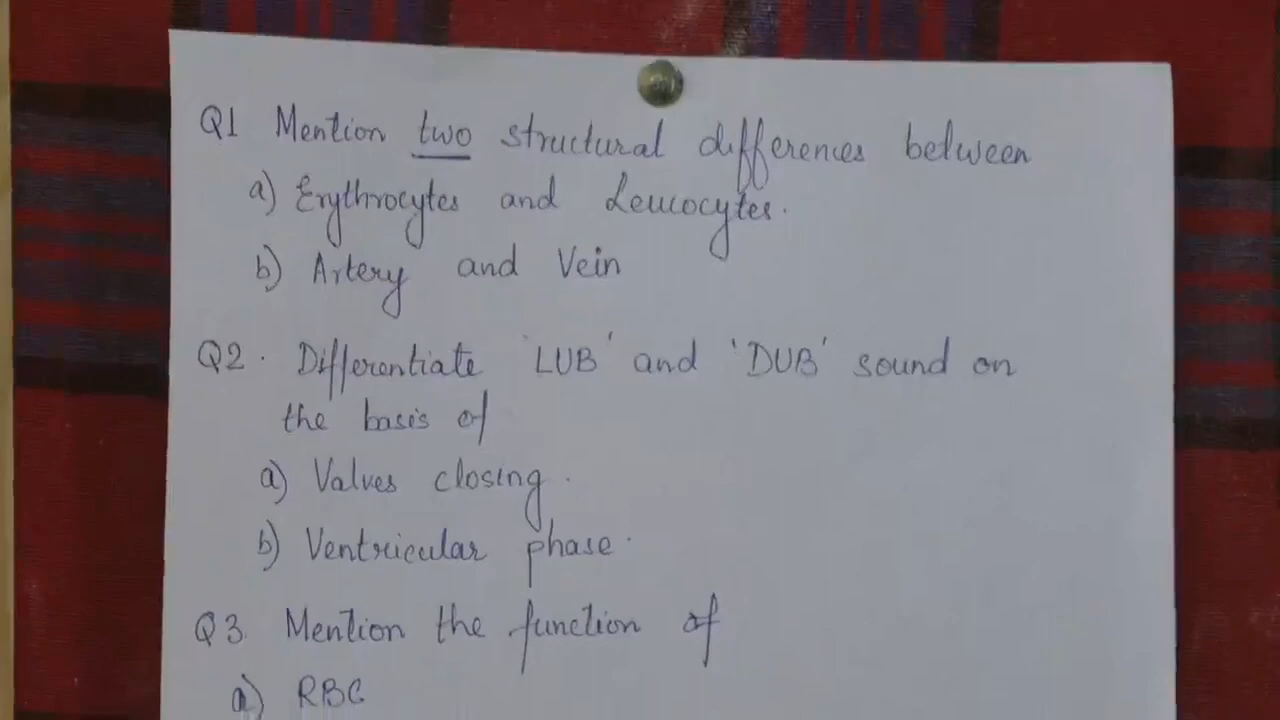 Q1 Mention two structural differences between
a) Erythrocytes and Leucocytes.
b) Artery and Vein
Q2. Differentiate 'LUB' and 'DUB' sound on
the basis of
a) Valves closing.
b) Ventricular phase.
Q3. Mention the function of
a) RBC